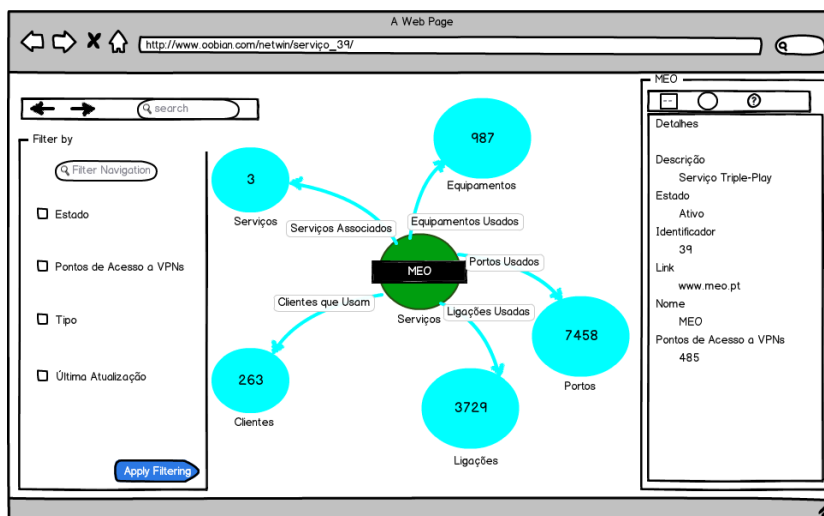 A Web Page
http://www.oobian.com/netwin/serviço_39/
search
Filter by
Filter Navigation
Estado
Pontos de Acesso a VPNs
Tipo
Última Atualização
Apply Filtering
987
Equipamentos
3
Serviços
Serviços Associados
Equipamentos Usados
MEO
Serviços
Portos Usados
Clientes que Usam
Ligações Usadas
7458
Portos
263
Clientes
3729
Ligações
MEO
--
?
Detalhes
Descrição
Serviço Triple-Play
Estado
Ativo
Identificador
39
Link
www.meo.pt
Nome
MEO
Pontos de Acesso a VPNs
485